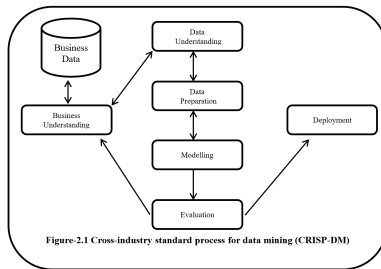 Business
Data
Data
Understanding
Data
Preparation
Business
Understanding
Deployment
Modelling
Evaluation
Figure-2.1 Cross-industry standard process for data mining (CRISP-DM)